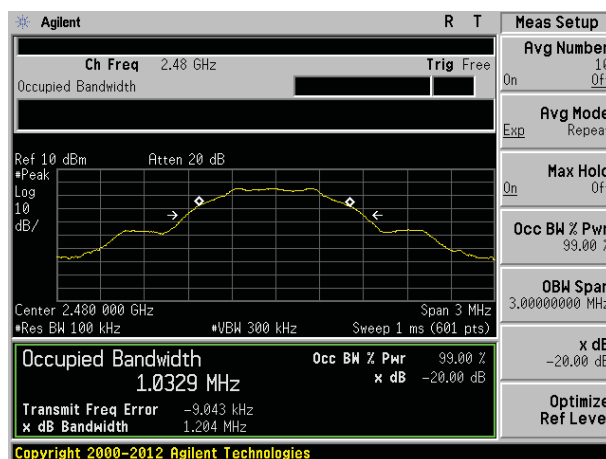 Agilent R T Meas Setup
Ch Freq 2.48 GHz Trig Free
Occupied Bandwidth
Avg Number
10
On Off
Avg Mode
Exp Repeat
Ref 10 dBm Atten 20 dB
#Peak
Log
10
dB/
Max Hold
On Off
Occ BW % Pwr
99.00 %
Center 2.480 000 GHz Span 3 MHz
#Res BW 100 kHz #VBW 300 kHz Sweep 1 ms (601 pts)
OBW Span
3.00000000 MHz
Occupied Bandwidth Occ BW % Pwr 99.00 %
1.0329 MHz x dB -20.00 dB
Transmit Freq Error -9.043 kHz
x dB Bandwidth 1.204 MHz
x dB
-20.00 dB
Optimize
Ref Level
Copyright 2000-2012 Agilent Technologies